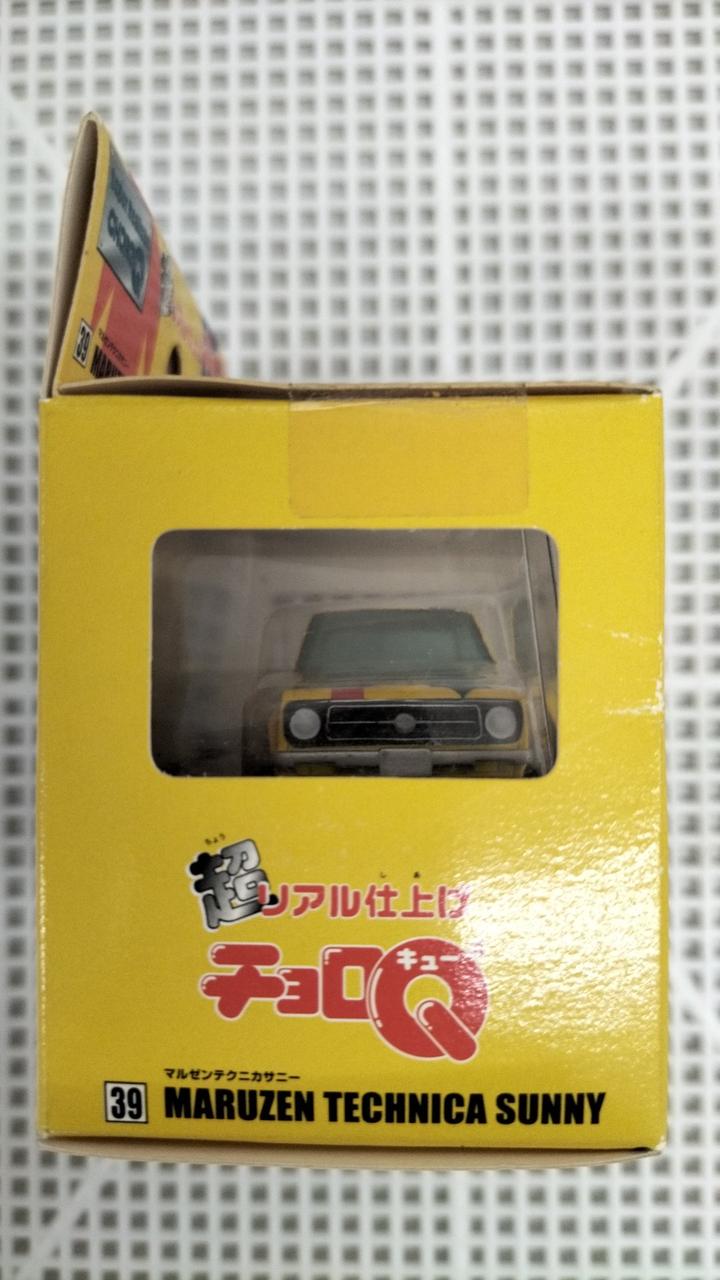 39
ちょう しあ
超リアル仕上げ
チョロQ
キュー
マルゼンテクニカサニー
39 MARUZEN TECHNICA SUNNY